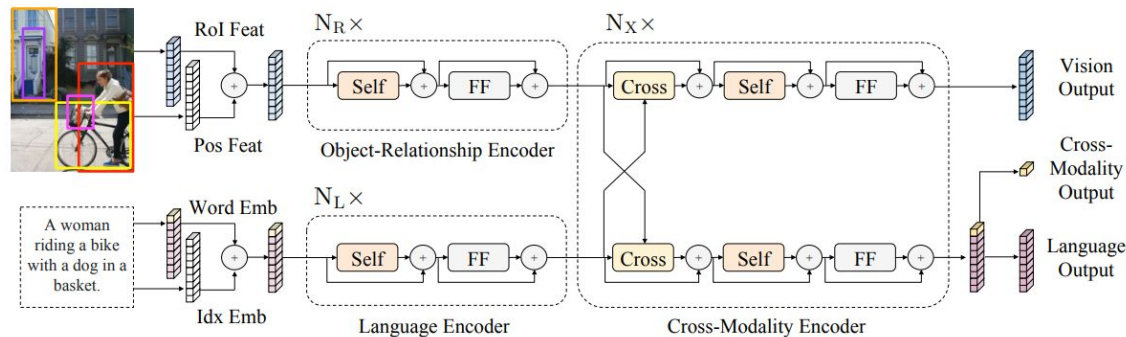 RoI Feat
Pos Feat
+
N_R×
Self
+
FF
+
Object-Relationship Encoder
N_X×
Cross
+
Self
+
FF
+
Vision
Output
Cross-
Modality
Output
A woman
riding a bike
with a dog in a
basket.
Word Emb
Idx Emb
+
N_L×
Self
+
FF
+
Language Encoder
Cross
+
Self
+
FF
+
Cross-Modality Encoder
Language
Output